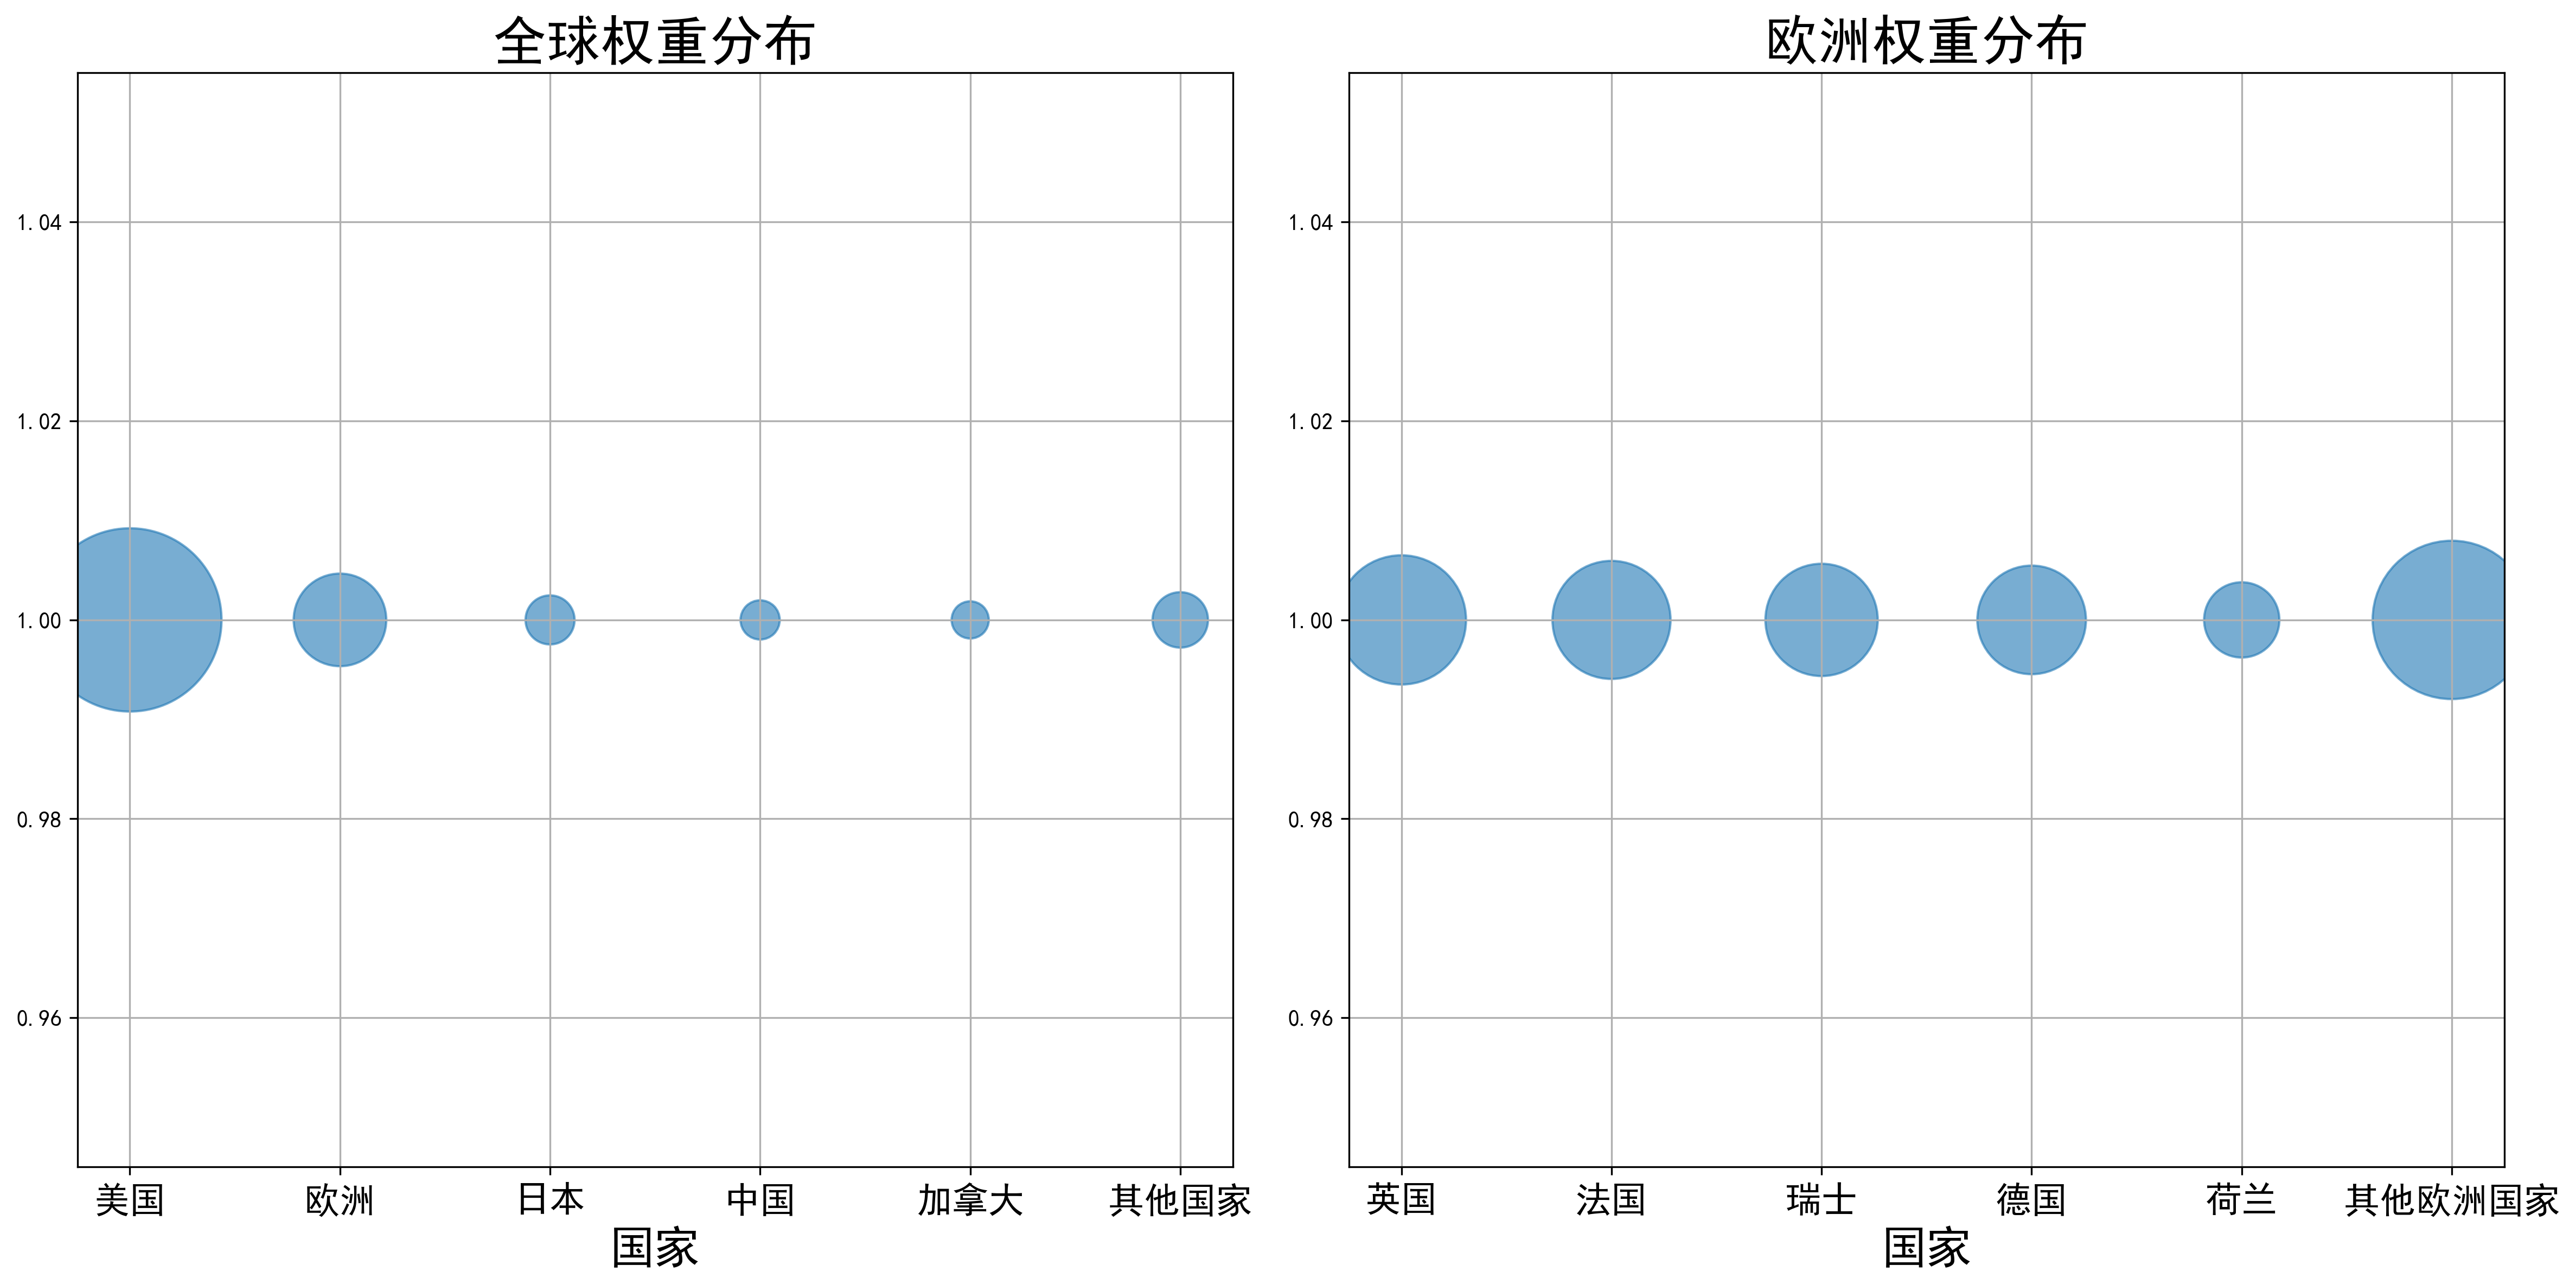 全球权重分布
1.04
1.02
1.00
0.98
0.96
美国 欧洲 日本 中国 加拿大 其他国家
国家
欧洲权重分布
1.04
1.02
1.00
0.98
0.96
英国 法国 瑞士 德国 荷兰 其他欧洲国家
国家